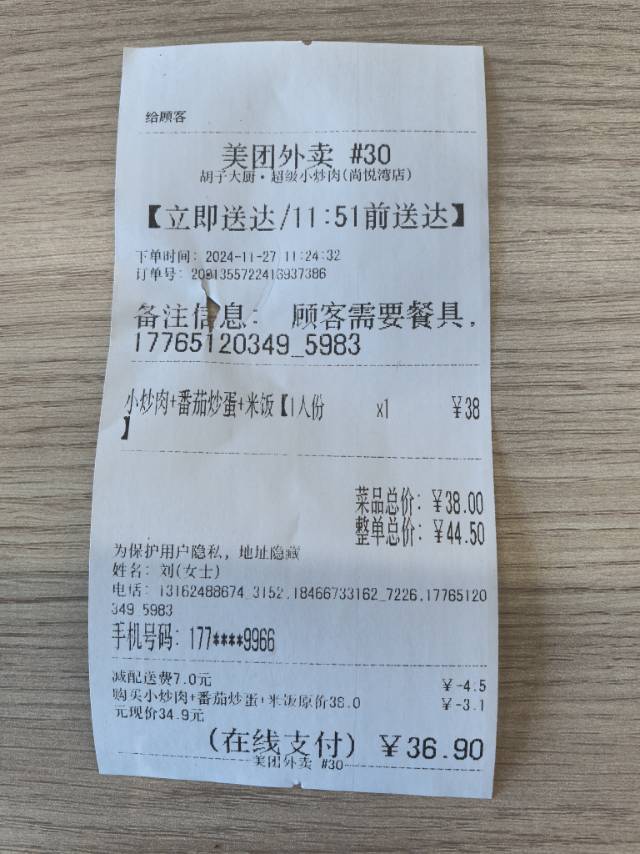 给顾客
美团外卖 #30
胡子大厨·超级小炒肉(尚悦湾店)
【立即送达/11:51前送达】
下单时间: 2024-11-27 11:24:32
订单号: 2091355722416937386
备注信息: 顾客需要餐具,
17765120349_5983
小炒肉+番茄炒蛋+米饭【1人份 x1 ¥38
】
菜品总价: ¥38.00
整单总价: ¥44.50
为保护用户隐私, 地址隐藏
姓名: 刘(女士)
电话: 13162488674_3152,18466733162_7226,17765120
349_5983
手机号码: 177****9966
减配送费7.0元 ¥-4.5
购买小炒肉+番茄炒蛋+米饭原价38.0 ¥-3.1
元现价34.9元
(在线支付) ¥36.90
美团外卖 #30